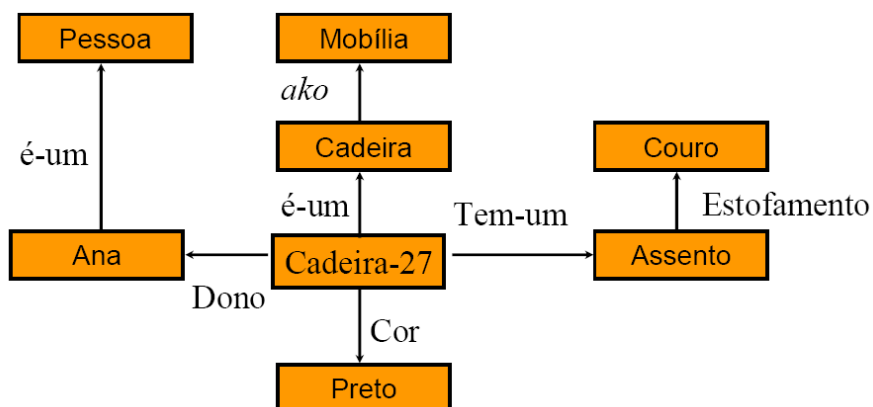 Pessoa
Mobília
ako
é-um
Cadeira
Couro
é-um
Tem-um
Estofamento
Ana
Cadeira-27
Assento
Dono
Cor
Preto